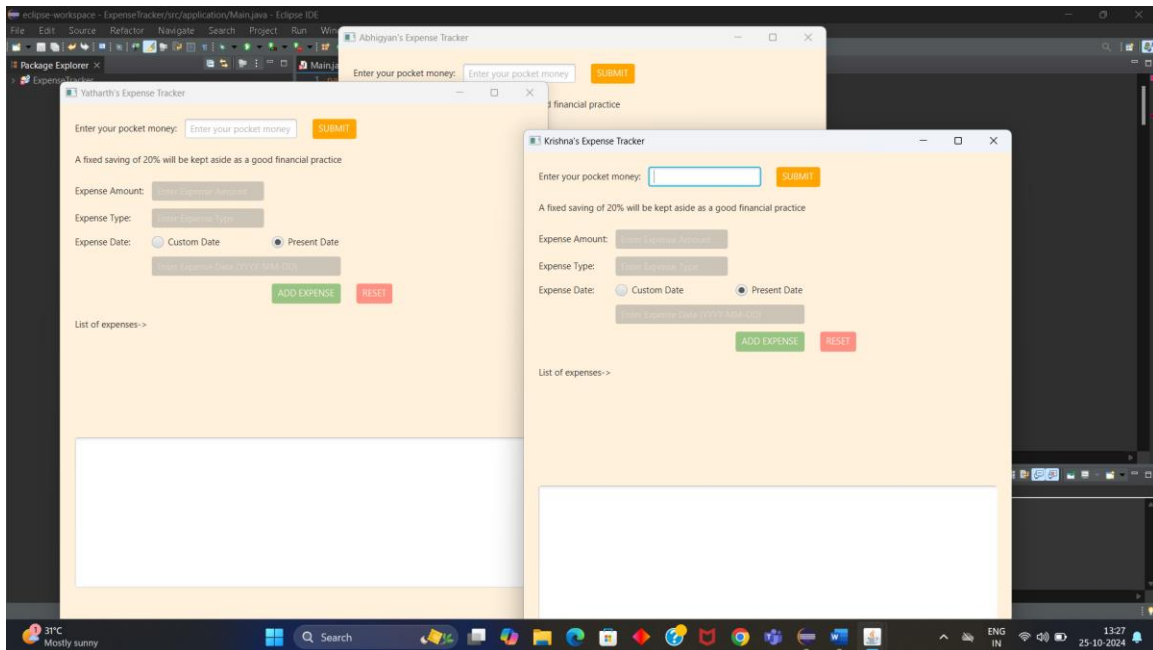 eclipse-workspace - ExpenseTracker/src/application/Main.java - Eclipse IDE
File Edit Source Refactor Navigate Search Project Run
Package Explorer
Main.ja
ExpenseTracker
Abhigyan's Expense Tracker
Enter your pocket money: Enter your pocket money SUBMIT
d financial practice
Yatharth's Expense Tracker
Enter your pocket money: Enter your pocket money SUBMIT
A fixed saving of 20% will be kept aside as a good financial practice
Expense Amount: Enter Expense Amount
Expense Type: Enter Expense Type
Expense Date: Custom Date Present Date
Enter Expense Date (YYYY-MM-DD)
ADD EXPENSE RESET
List of expenses->
Krishna's Expense Tracker
Enter your pocket money: SUBMIT
A fixed saving of 20% will be kept aside as a good financial practice
Expense Amount: Enter Expense Amount
Expense Type: Enter Expense Type
Expense Date: Custom Date Present Date
Enter Expense Date (YYYY-MM-DD)
ADD EXPENSE RESET
List of expenses->
31°C
Mostly sunny
Search
ENG
IN
13:27
25-10-2024